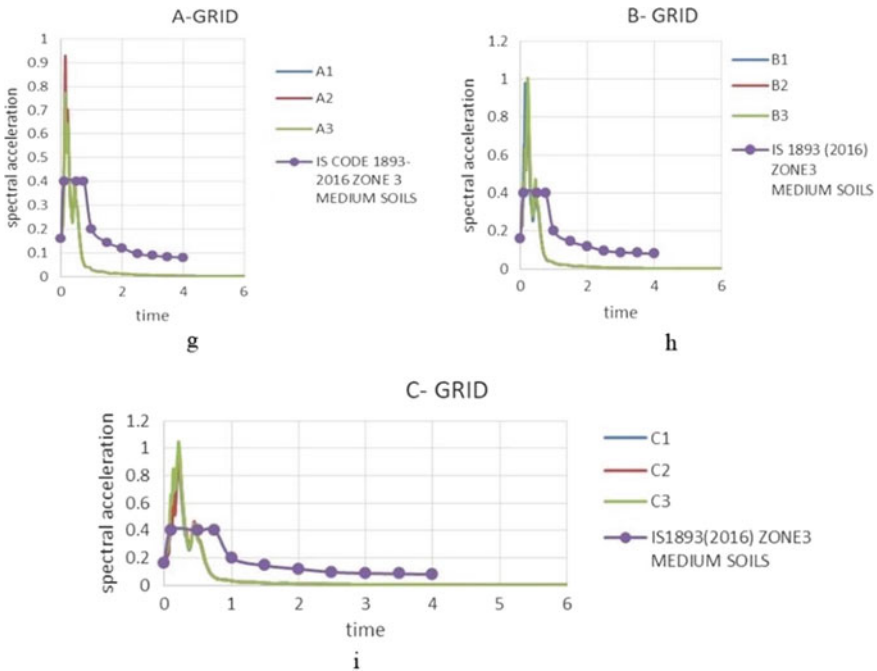 A-GRID
1
0.9
0.8
0.7
0.6
0.5
0.4
0.3
0.2
0.1
0
spectral acceleration
0 2 4 6
time
A1
A2
A3
IS CODE 1893-
2016 ZONE 3
MEDIUM SOILS
g
B- GRID
1.2
1
0.8
0.6
0.4
0.2
0
spectral acceleration
0 2 4 6
time
B1
B2
B3
IS 1893 (2016)
ZONE3
MEDIUM SOILS
h
C- GRID
1.2
1
0.8
0.6
0.4
0.2
0
spectral acceleration
0 1 2 3 4 5 6
time
C1
C2
C3
IS1893(2016) ZONE3
MEDIUM SOILS
i